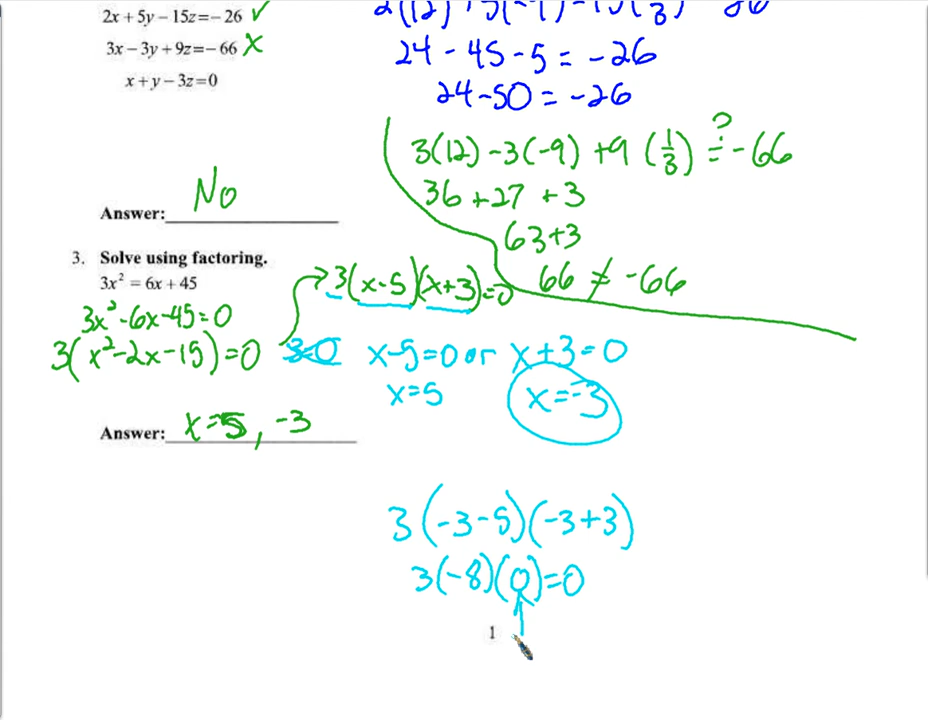 2x + 5y – 15z=– 26 ✓
3x – 3y + 9z=– 66 X
x + y – 3z=0
24 - 45 - 5 = -26
24-50 = -26
3(12) -3(-9) +9 (1/3) =? -66
36 +27 +3
63+3
66 ≠ -66
Answer: No
3. Solve using factoring.
3x² = 6x + 45
3x²-6x-45=0
3(x²-2x-15)=0
3(x-5)(x+3)=0
3=0 x-5=0 or x+3=0
x=5 x=-3
Answer: x=5, -3
3(-3-5)(-3+3)
3(-8)(0)=0
1